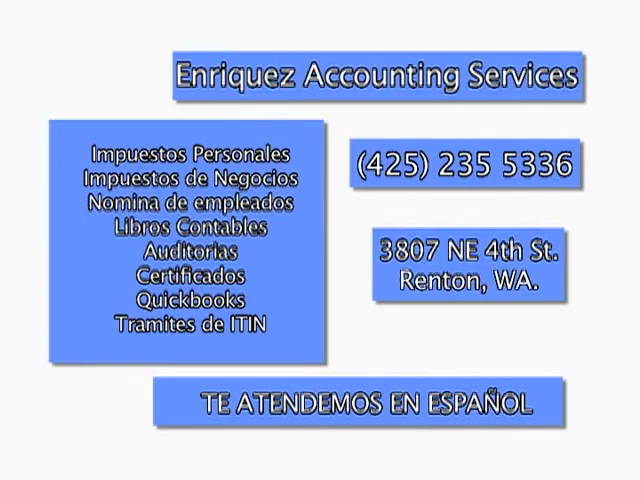 Enriquez Accounting Services
Impuestos Personales
Impuestos de Negocios
Nomina de empleados
Libros Contables
Auditorias
Certificados
Quickbooks
Tramites de ITIN
(425) 235 5336
3807 NE 4th St.
Renton, WA.
TE ATENDEMOS EN ESPAÑOL